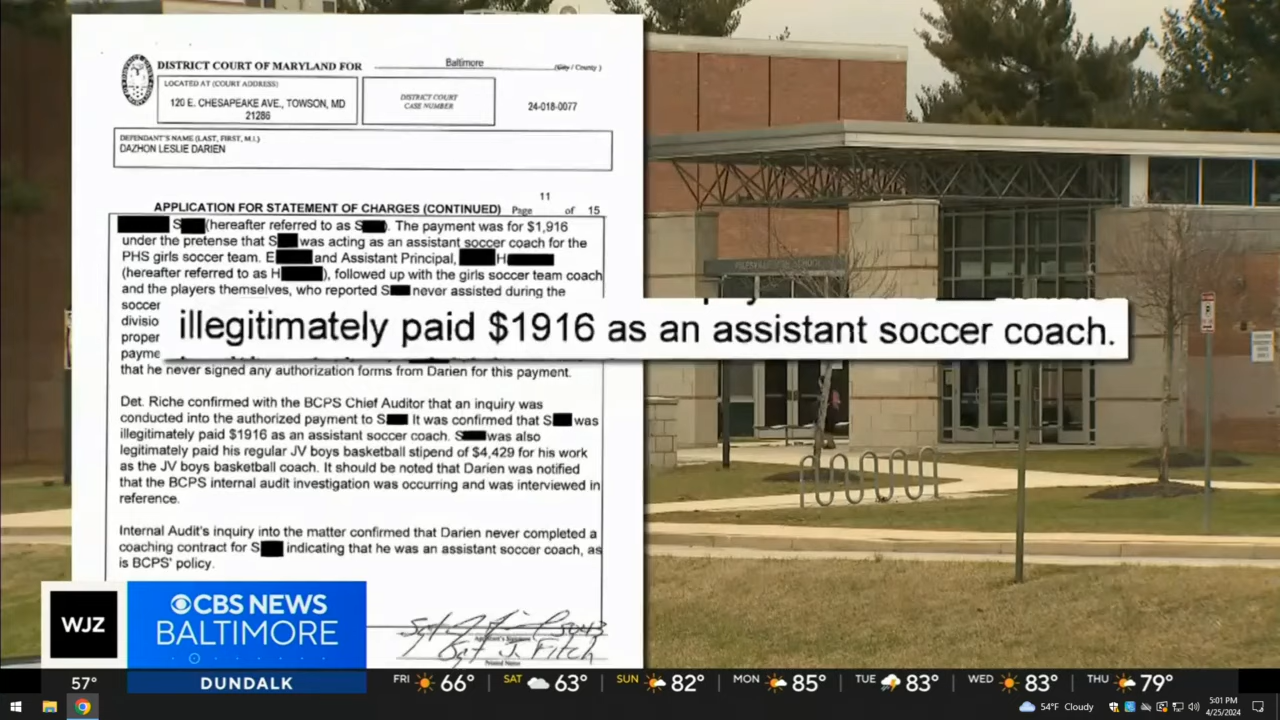 DISTRICT COURT OF MARYLAND FOR
Baltimore
(City / County)
LOCATED AT (COURT ADDRESS)
120 E. CHESAPEAKE AVE., TOWSON, MD
21286
DISTRICT COURT
CASE NUMBER
24-018-0077
DEFENDANT'S NAME (LAST, FIRST, M.I.)
DAZHON LESLIE DARIEN
APPLICATION FOR STATEMENT OF CHARGES (CONTINUED) Page 11 of 15
S (hereafter referred to as S ). The payment was for $1,916
under the pretense that S was acting as an assistant soccer coach for the
PHS girls soccer team. E and Assistant Principal, H
(hereafter referred to as H ), followed up with the girls soccer team coach
and the players themselves, who reported S never assisted during the
soccer
divisio
proper
payme
illegitimately paid $1916 as an assistant soccer coach.
that he never signed any authorization forms from Darien for this payment.
Det. Riche confirmed with the BCPS Chief Auditor that an inquiry was
conducted into the authorized payment to S It was confirmed that S was
illegitimately paid $1916 as an assistant soccer coach. S was also
legitimately paid his regular JV boys basketball stipend of $4,429 for his work
as the JV boys basketball coach. It should be noted that Darien was notified
that the BCPS internal audit investigation was occurring and was interviewed in
reference.
Internal Audit's inquiry into the matter confirmed that Darien never completed a
coaching contract for S indicating that he was an assistant soccer coach, as
is BCPS' policy.
5043
Applicant's Signature
Sgt J. Fitch
Printed Name
WJZ
CBS NEWS
BALTIMORE
57°
DUNDALK
FRI 66° SAT 63° SUN 82° MON 85° TUE 83° WED 83° THU 79°
54°F Cloudy
5:01 PM
4/25/2024